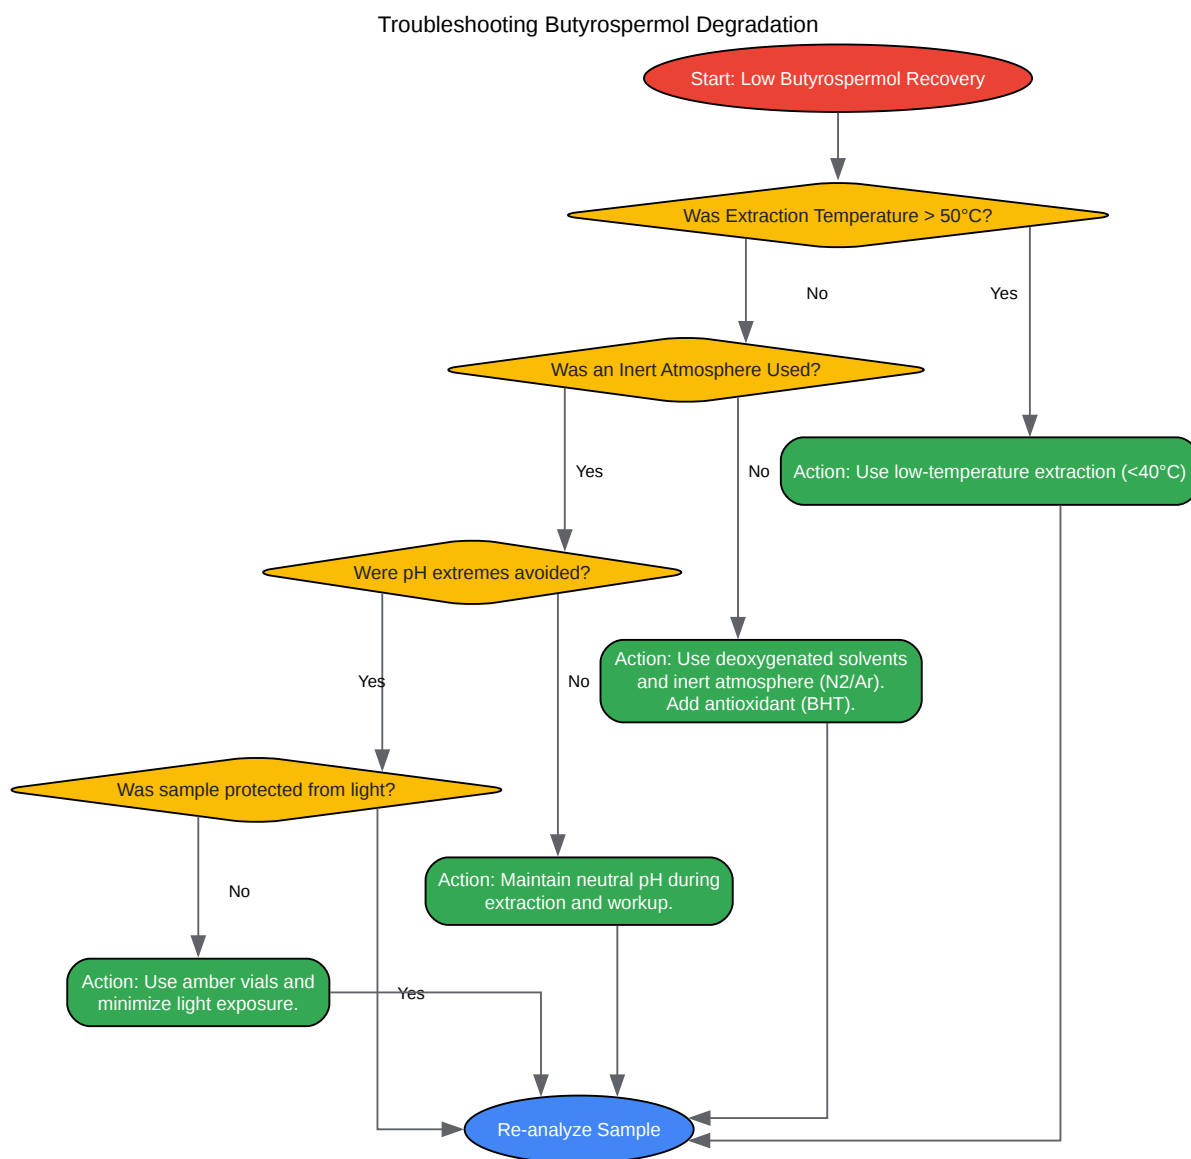 Troubleshooting Butyrospermol Degradation
Start: Low Butyrospermol Recovery
Was Extraction Temperature > 50°C?
No
Yes
Was an Inert Atmosphere Used?
Yes
No
Action: Use low-temperature extraction (<40°C)
Were pH extremes avoided?
Yes
No
Action: Use deoxygenated solvents
and inert atmosphere (N2/Ar).
Add antioxidant (BHT).
Was sample protected from light?
No
Yes
Action: Maintain neutral pH during
extraction and workup.
Action: Use amber vials and
minimize light exposure.
Re-analyze Sample